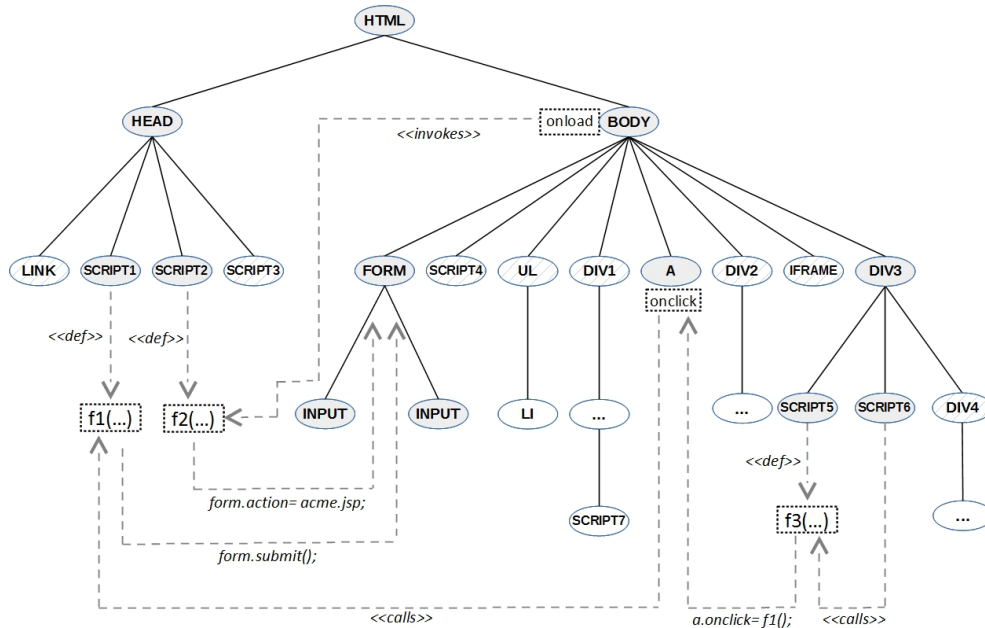 HTML
HEAD
onload
BODY
<<invokes>>
LINK
SCRIPT1
SCRIPT2
SCRIPT3
FORM
SCRIPT4
UL
DIV1
A
DIV2
IFRAME
DIV3
onclick
<<def>>
<<def>>
f1(...)
f2(...)
INPUT
INPUT
LI
...
...
SCRIPT5
SCRIPT6
DIV4
<<def>>
form.action= acme.jsp;
SCRIPT7
f3(...)
...
form.submit();
<<calls>>
a.onclick= f1();
<<calls>>